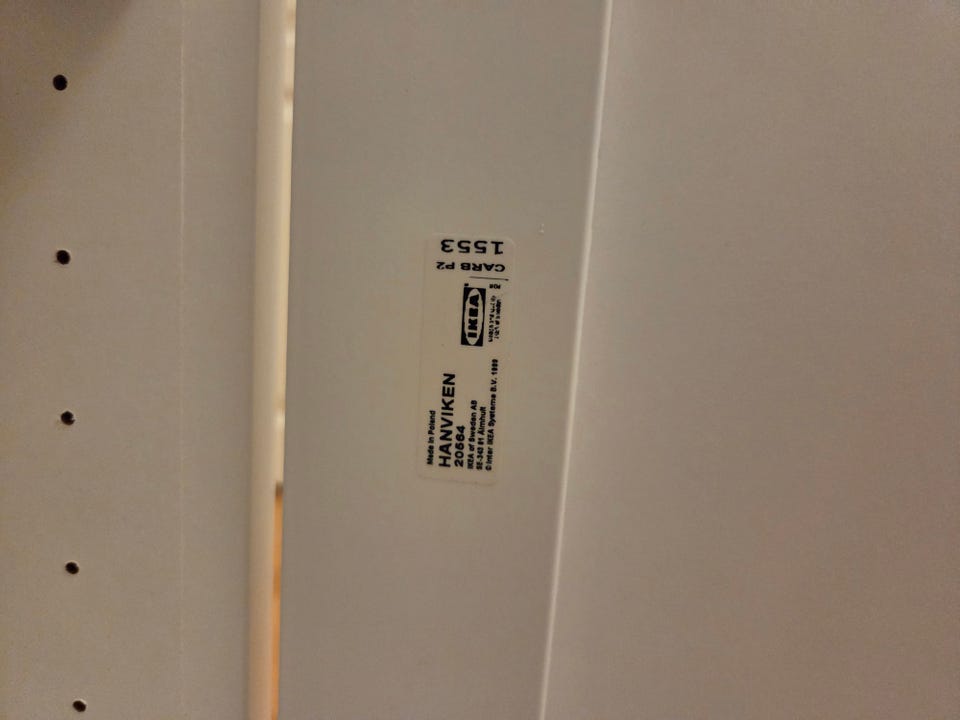 Made in Poland
HANVIKEN
20564
IKEA of Sweden AB
SE-343 81 Älmhult
© Inter IKEA Systems B.V. 1999
IKEA
CARB P2
1553